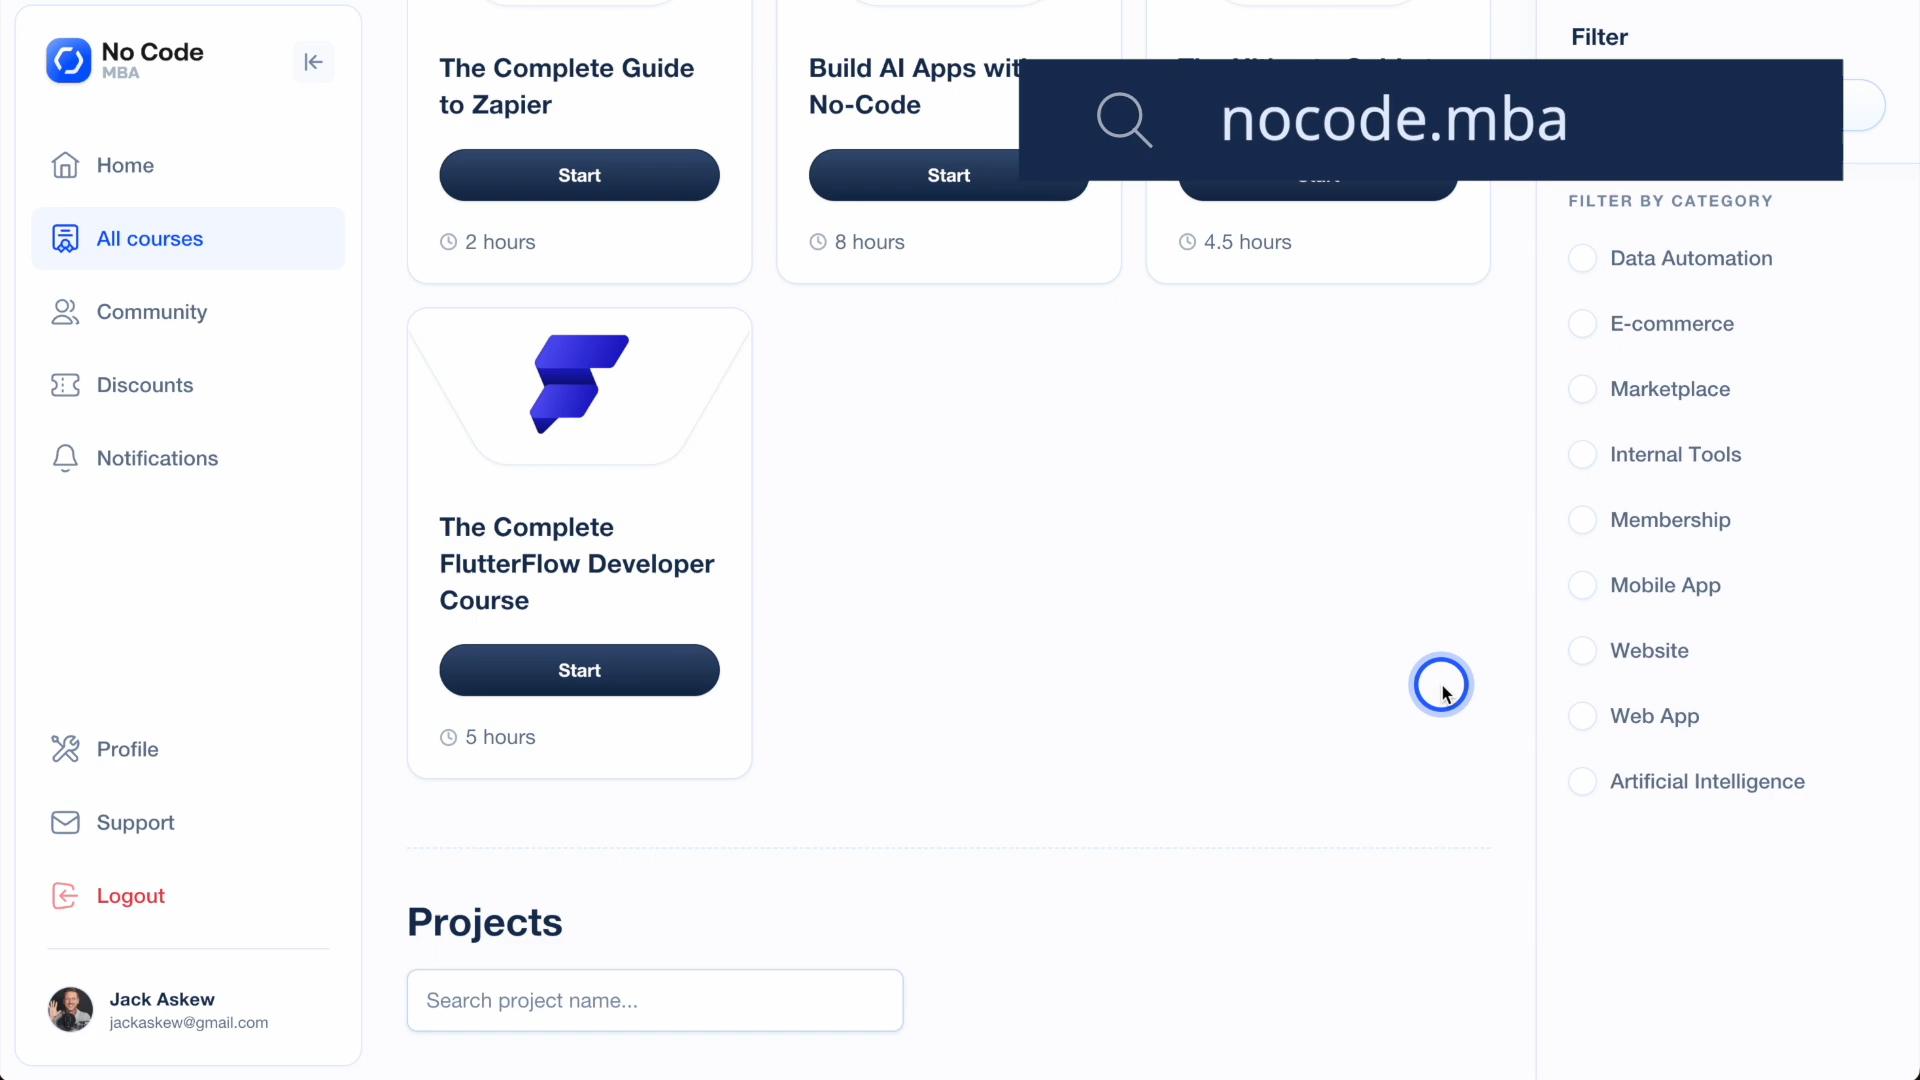 No Code
MBA
Home
All courses
Community
Discounts
Notifications
Profile
Support
Logout
Jack Askew
jackaskew@gmail.com
The Complete Guide
to Zapier
Start
2 hours
Build AI Apps with
No-Code
Start
8 hours
4.5 hours
nocode.mba
The Complete
FlutterFlow Developer
Course
Start
5 hours
Projects
Search project name...
Filter
FILTER BY CATEGORY
Data Automation
E-commerce
Marketplace
Internal Tools
Membership
Mobile App
Website
Web App
Artificial Intelligence